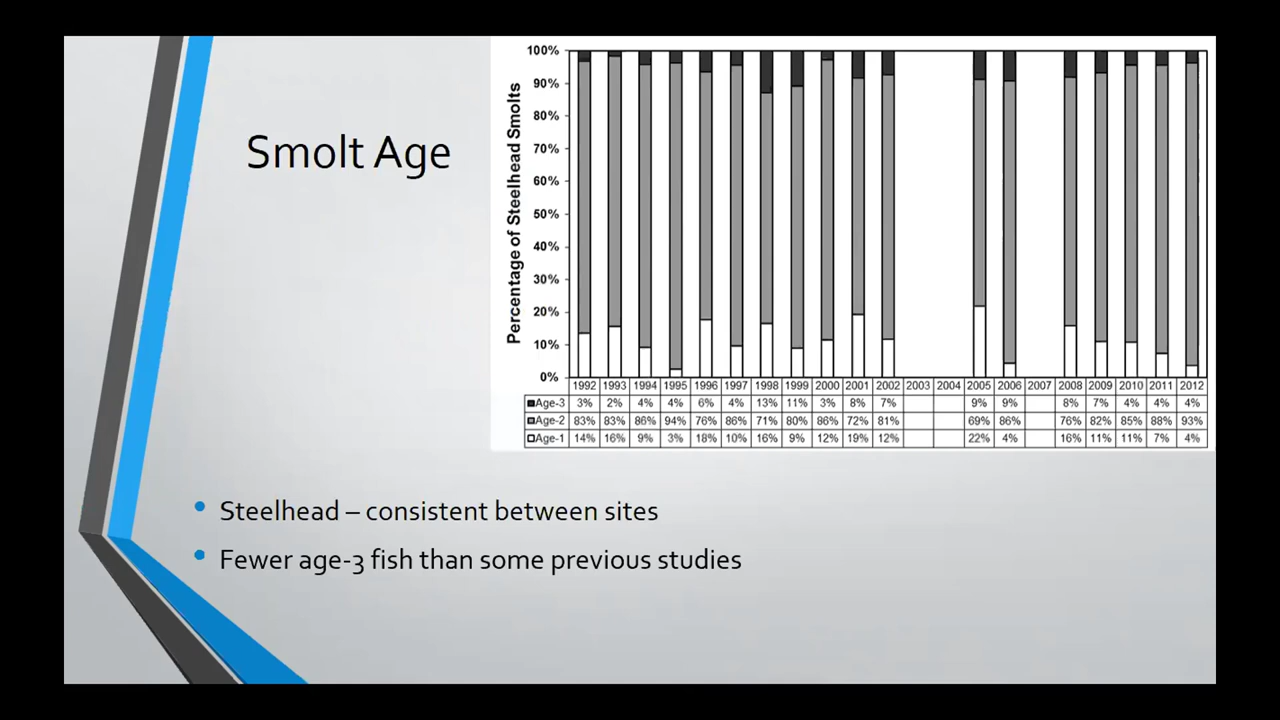 Smolt Age
Percentage of Steelhead Smolts
100%
90%
80%
70%
60%
50%
40%
30%
20%
10%
0%
1992 1993 1994 1995 1996 1997 1998 1999 2000 2001 2002 2003 2004 2005 2006 2007 2008 2009 2010 2011 2012
Age-3 3% 2% 4% 4% 6% 4% 13% 11% 3% 8% 7% 9% 9% 8% 7% 4% 4% 4%
Age-2 83% 83% 86% 94% 76% 86% 71% 80% 86% 72% 81% 69% 86% 76% 82% 85% 88% 93%
Age-1 14% 16% 9% 3% 18% 10% 16% 9% 12% 19% 12% 22% 4% 16% 11% 11% 7% 4%
Steelhead – consistent between sites
Fewer age-3 fish than some previous studies